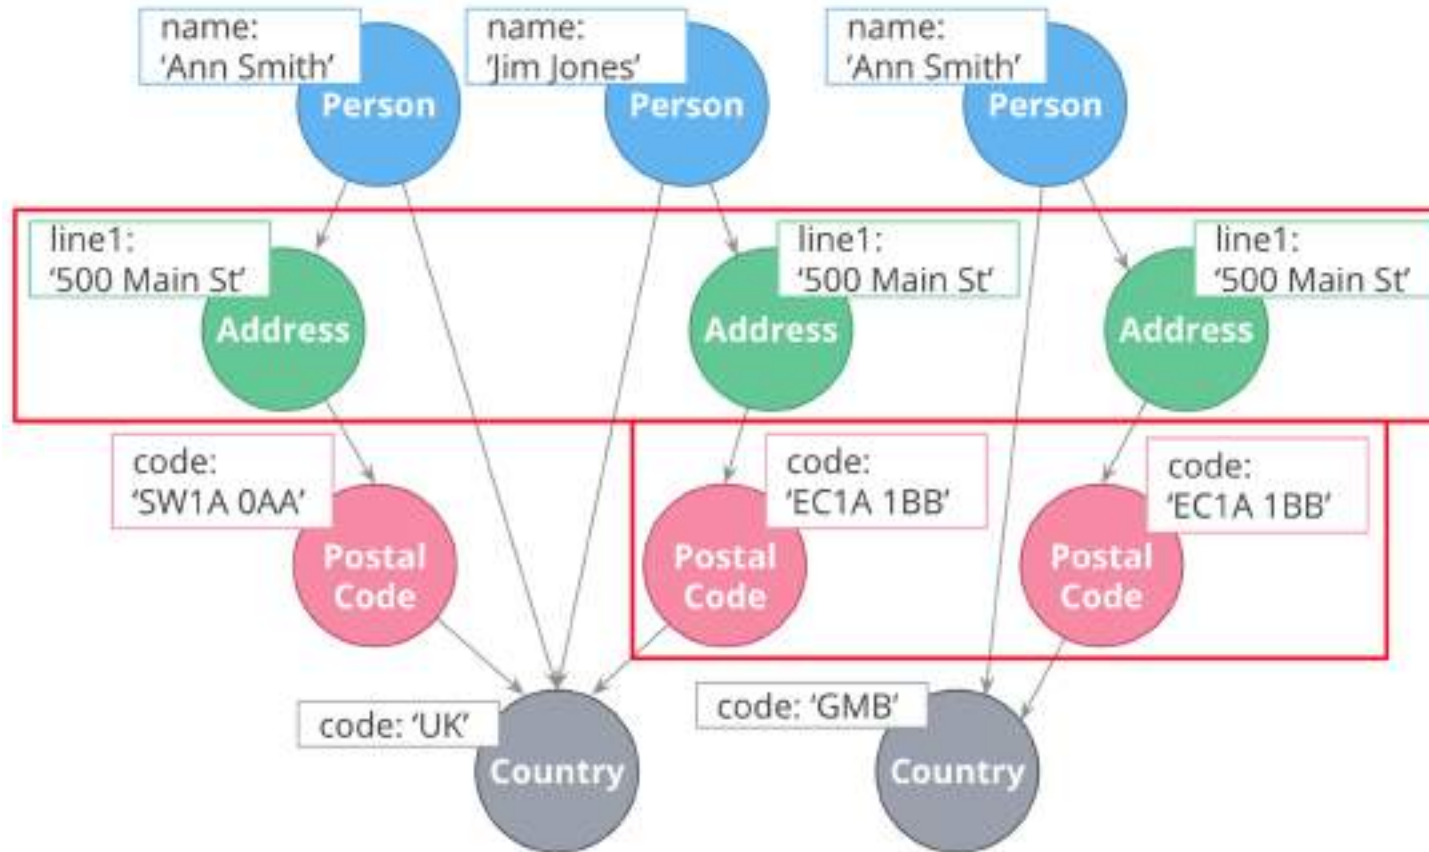 name:
‘Ann Smith’
Person
name:
‘Jim Jones’
Person
name:
‘Ann Smith’
Person
line1:
‘500 Main St’
Address
line1:
‘500 Main St’
Address
line1:
‘500 Main St’
Address
code:
‘SW1A 0AA’
Postal
Code
code:
‘EC1A 1BB’
Postal
Code
code:
‘EC1A 1BB’
Postal
Code
code: ‘UK’
Country
code: ‘GMB’
Country